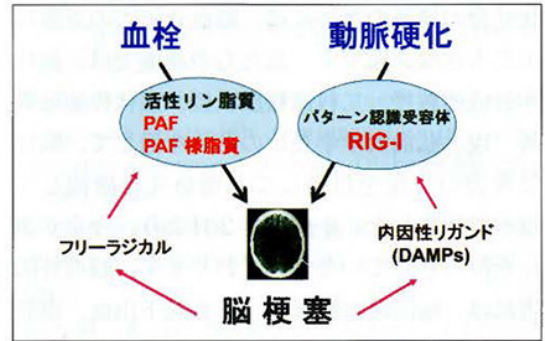 血栓
動脈硬化
活性リン脂質
PAF
PAF 様脂質
パターン認識受容体
RIG-I
フリーラジカル
内因性リガンド
(DAMPs)
脳梗塞